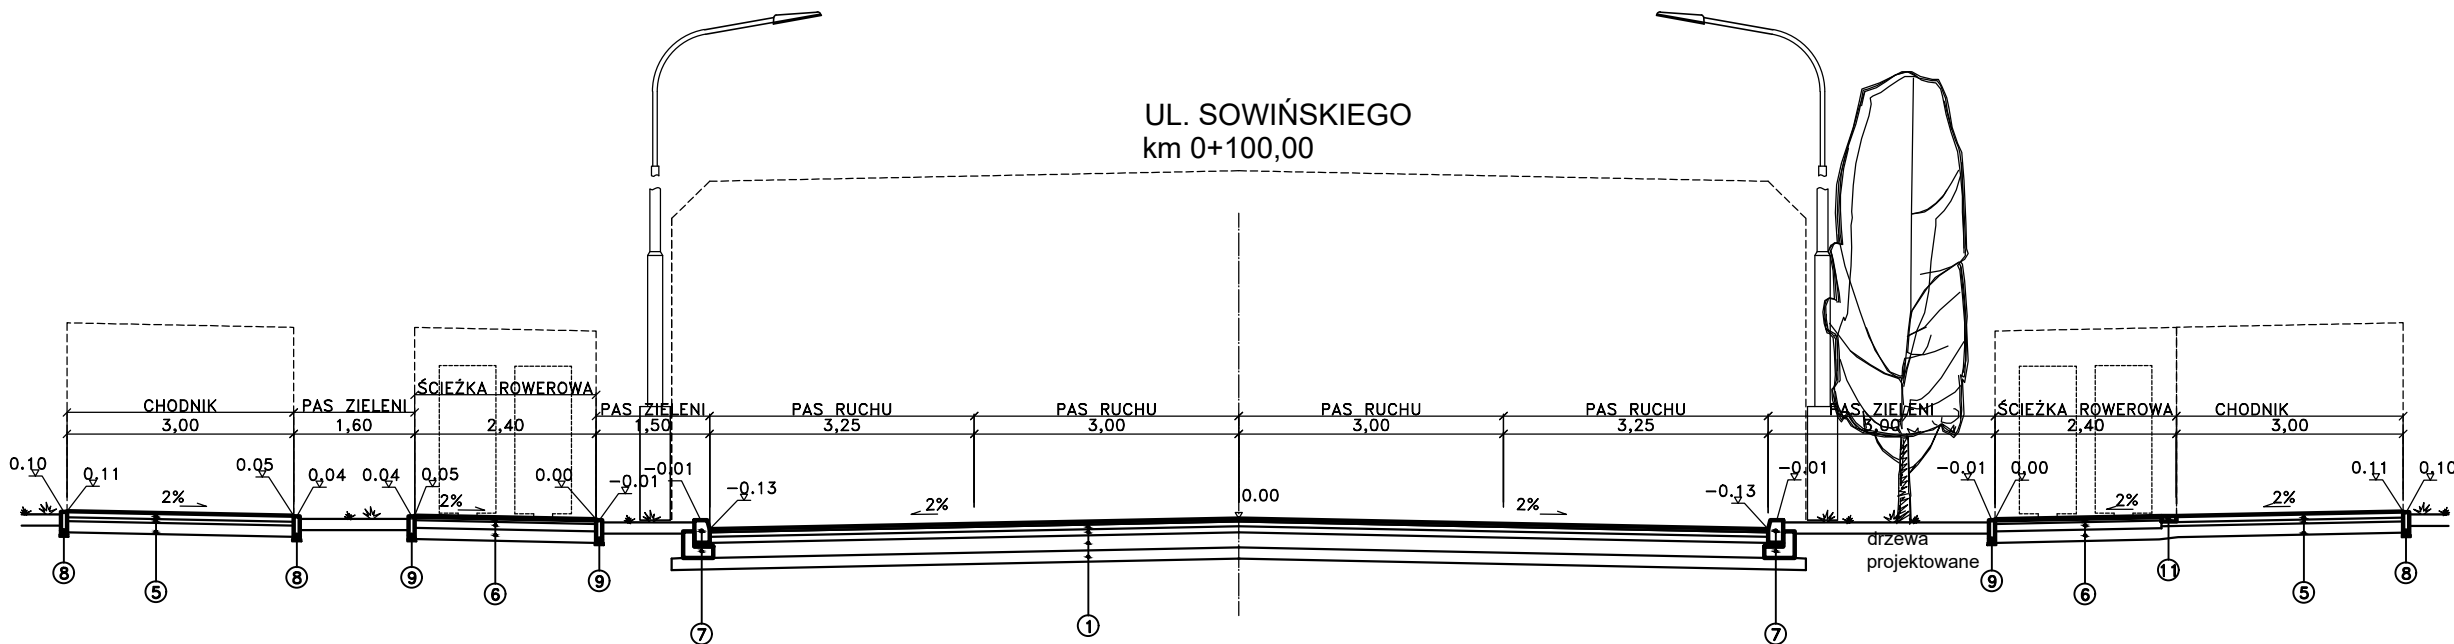 UL. SOWIŃSKIEGO
km 0+100,00
ŚCIEŻKA ROWEROWA
CHODNIK PAS ZIELENI PAS ZIELENI PAS RUCHU PAS RUCHU PAS RUCHU PAS RUCHU PAS ZIELENI ŚCIEŻKA ROWEROWA CHODNIK
3,00 1,60 2,40 1,50 3,25 3,00 3,00 3,25 3,00 2,40 3,00
0.10 0.11 0.05 0.04 0.04 0.05 0.00 -0.01 -0.01 -0.13 0.00 -0.13 -0.01 -0.01 0.00 0.11 0.10
2% 2% 2% 2% 2% 2%
drzewa
projektowane
8 5 8 9 6 9 7 1 7 9 6 11 5 8